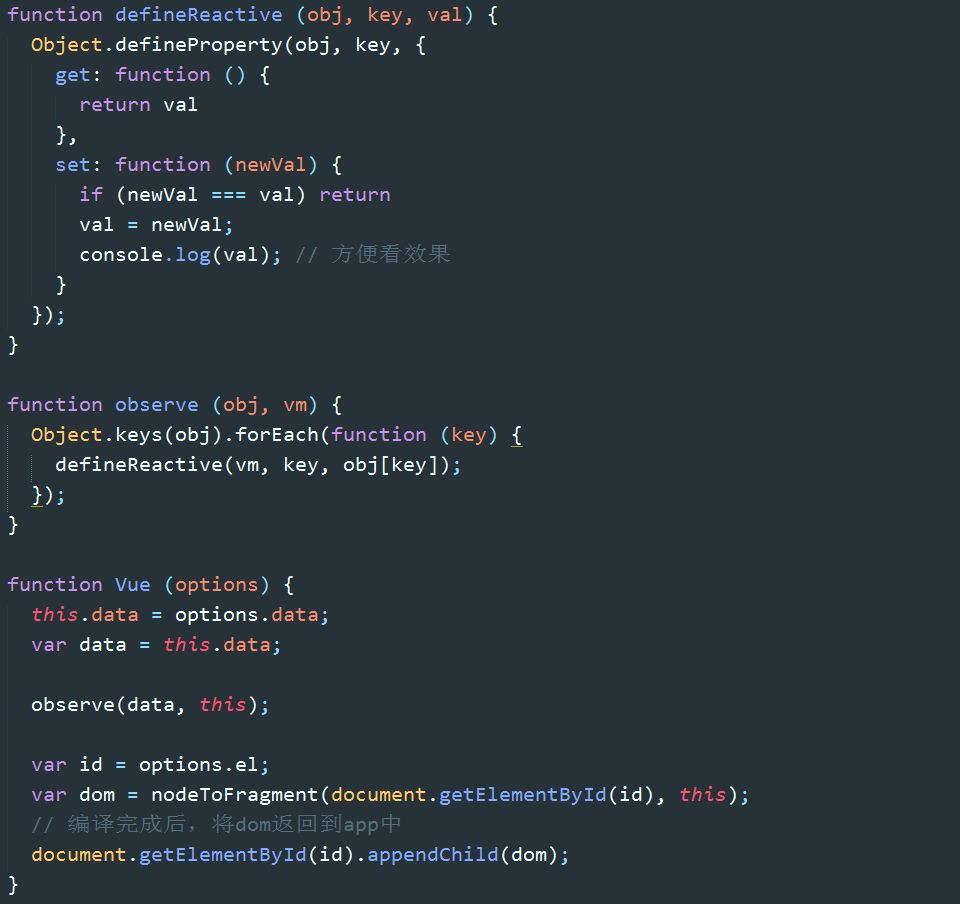 function defineReactive (obj, key, val) {
  Object.defineProperty(obj, key, {
    get: function () {
      return val
    },
    set: function (newVal) {
      if (newVal === val) return
      val = newVal;
      console.log(val); // 方便看效果
    }
  });
}

function observe (obj, vm) {
  Object.keys(obj).forEach(function (key) {
    defineReactive(vm, key, obj[key]);
  });
}

function Vue (options) {
  this.data = options.data;
  var data = this.data;

  observe(data, this);

  var id = options.el;
  var dom = nodeToFragment(document.getElementById(id), this);
  // 编译完成后，将dom返回到app中
  document.getElementById(id).appendChild(dom);
}